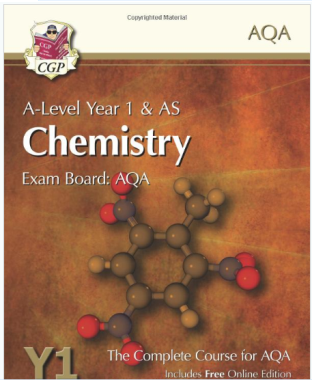 Copyrighted Material
AQA
CGP
A-Level Year 1 & AS
Chemistry
Exam Board: AQA
Y1
The Complete Course for AQA
Includes Free Online Edition